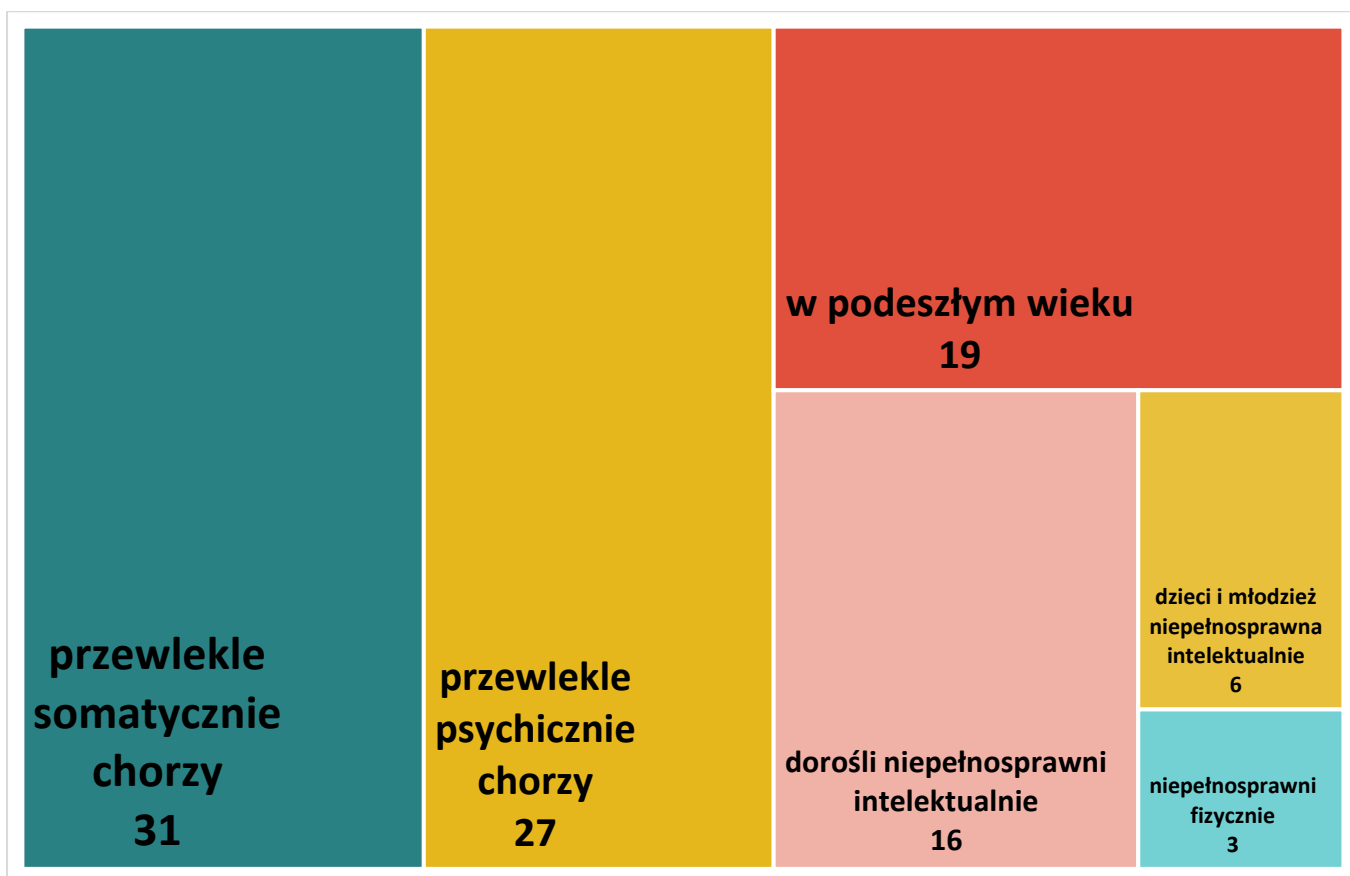 przewlekle
somatycznie
chorzy
31
przewlekle
psychicznie
chorzy
27
w podeszłym wieku
19
dorośli niepełnosprawni
intelektualnie
16
dzieci i młodzież
niepełnosprawna
intelektualnie
6
niepełnosprawni
fizycznie
3